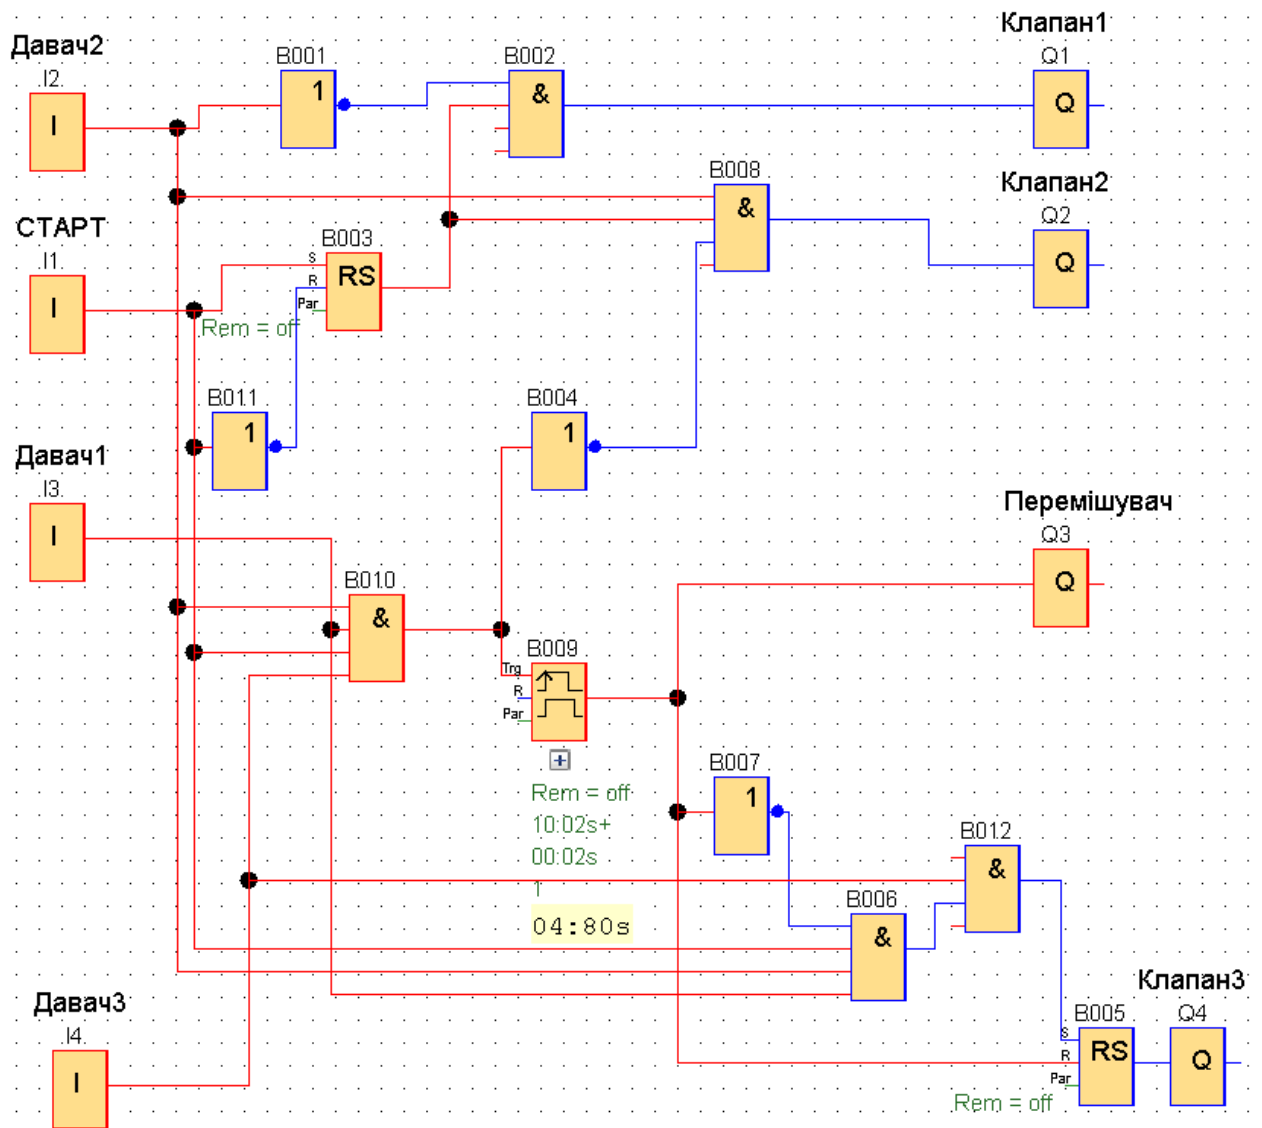 Клапан1
Давач2
B001
B002
Q1
I2
1
&
Q
I
B008
Клапан2
&
Q2
СТАРТ
B003
I1
S
RS
Q
R
I
Par
Rem = off
B011
B004
1
1
Давач1
I3
Перемішувач
I
Q3
B010
Q
&
B009
Trg
R
Par
B007
1
Rem = off
10:02s+
00:02s
1
04:80s
B012
&
B006
&
Клапан3
Давач3
B005
Q4
I4
S
RS
Q
R
I
Par
Rem = off